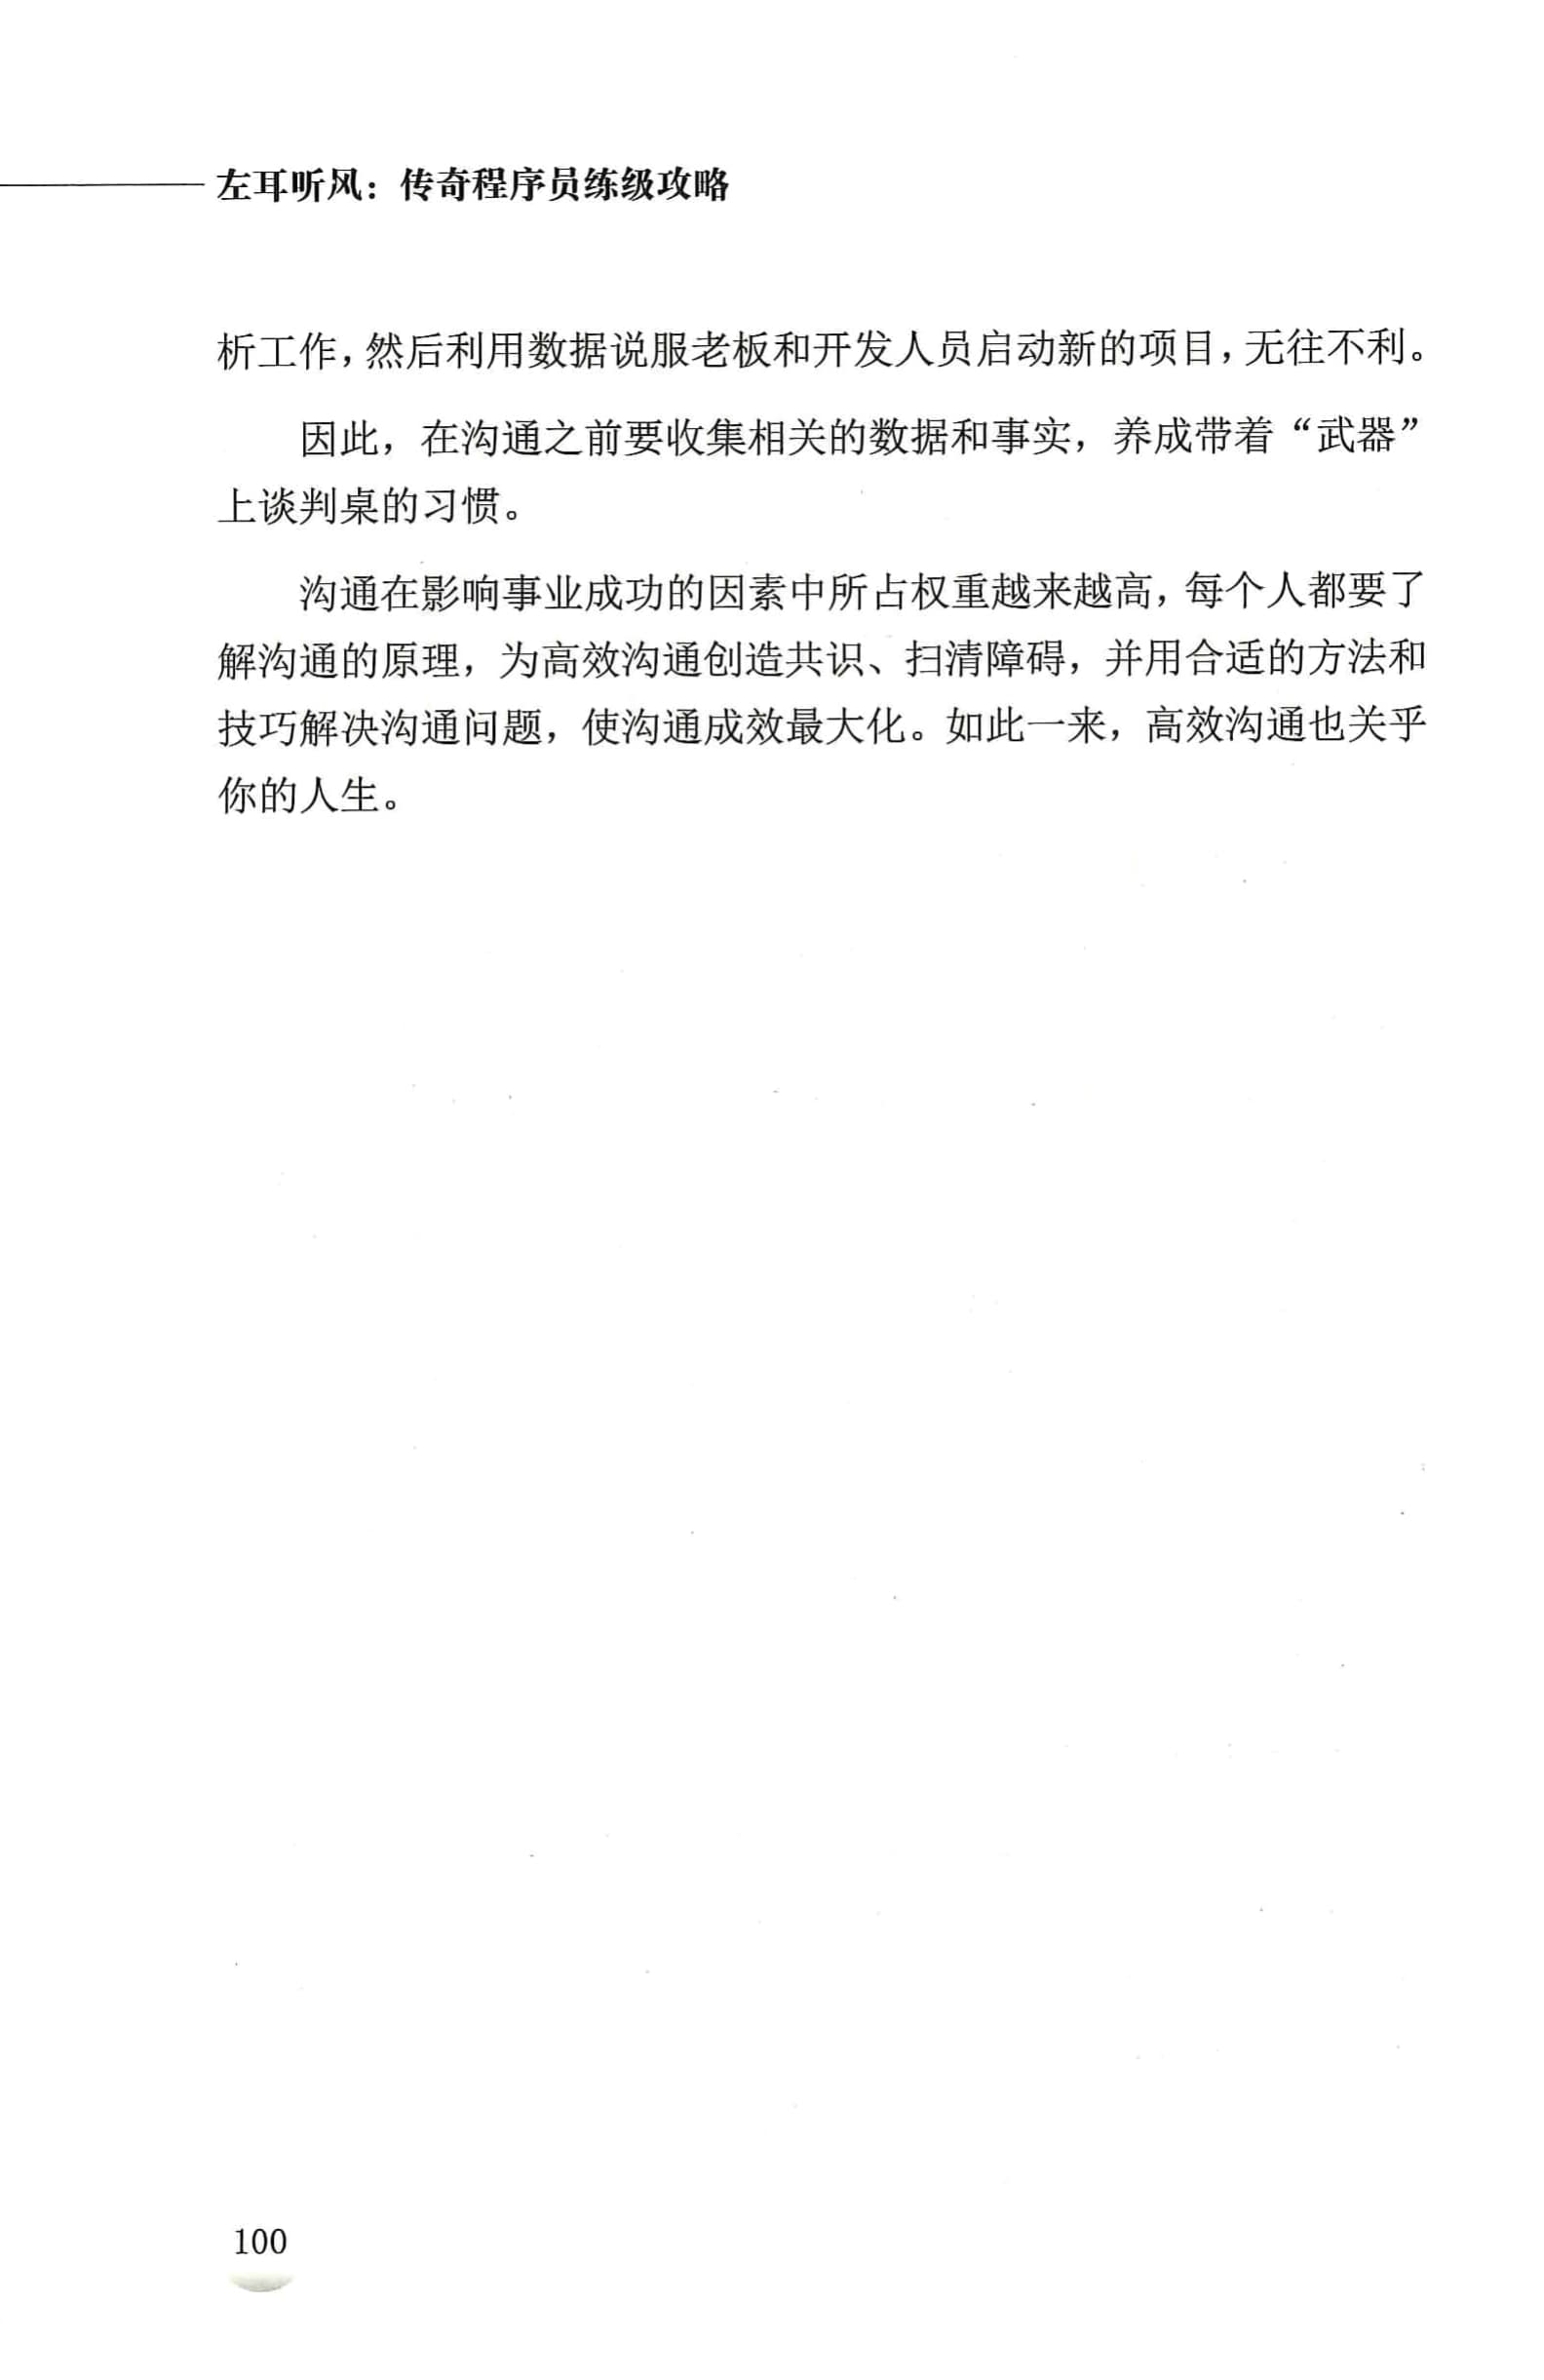 左耳听风：传奇程序员练级攻略
析工作，然后利用数据说服老板和开发人员启动新的项目，无往不利。
因此，在沟通之前要收集相关的数据和事实，养成带着“武器”
上谈判桌的习惯。
沟通在影响事业成功的因素中所占权重越来越高，每个人都要了
解沟通的原理，为高效沟通创造共识、扫清障碍，并用合适的方法和
技巧解决沟通问题，使沟通成效最大化。如此一来，高效沟通也关乎
你的人生。
100